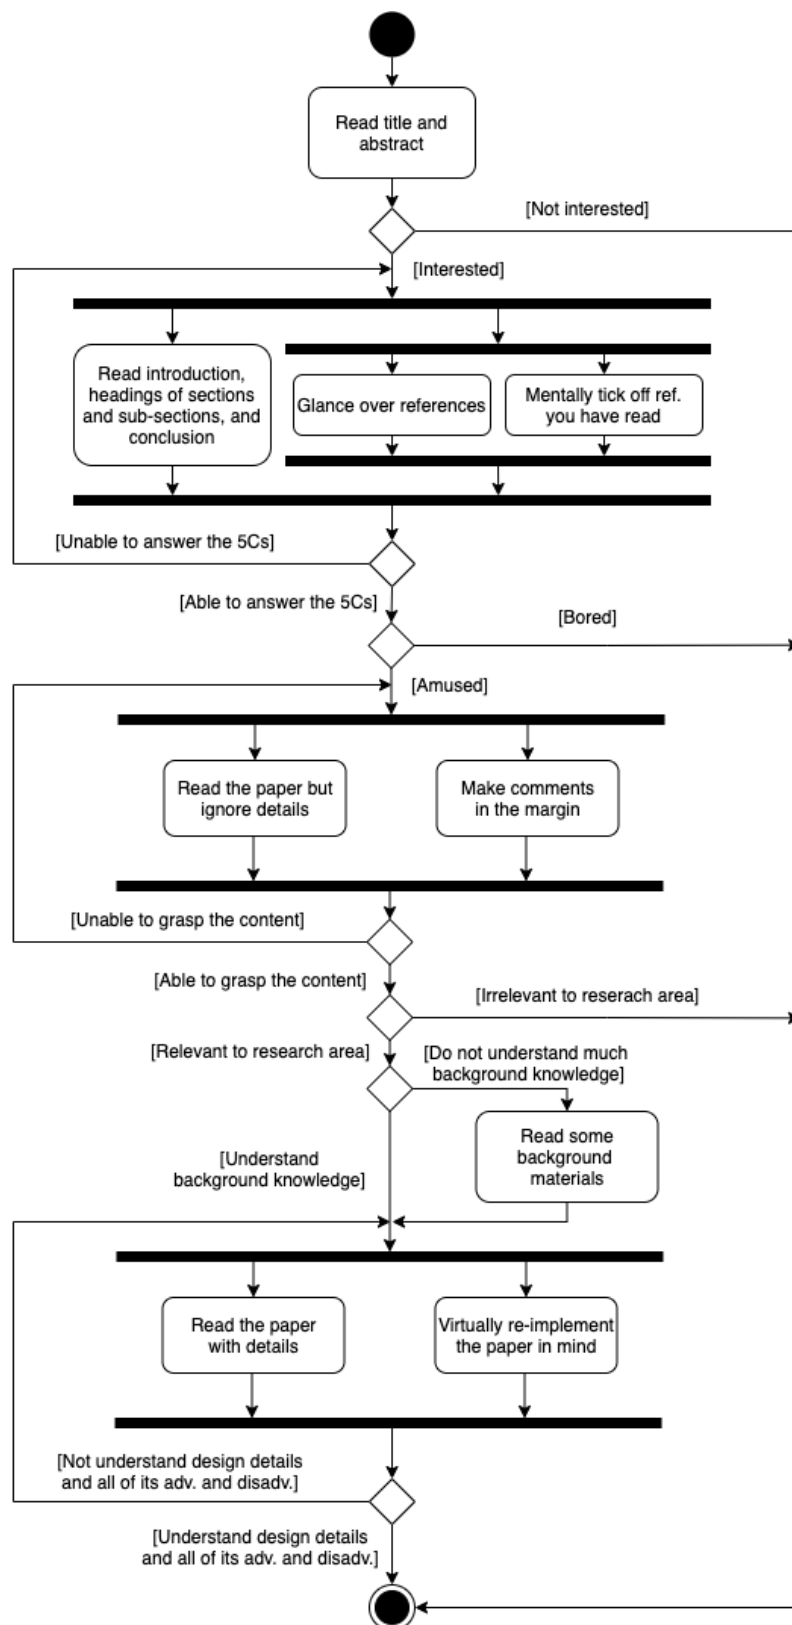 Read title and
abstract
[Not interested]
[Interested]
Read introduction,
headings of sections
and sub-sections, and
conclusion
Glance over references
Mentally tick off ref.
you have read
[Unable to answer the 5Cs]
[Able to answer the 5Cs]
[Bored]
[Amused]
Read the paper but
ignore details
Make comments
in the margin
[Unable to grasp the content]
[Able to grasp the content]
[Irrelevant to reserach area]
[Relevant to research area]
[Do not understand much
background knowledge]
Read some
background
materials
[Understand
background knowledge]
Read the paper
with details
Virtually re-implement
the paper in mind
[Not understand design details
and all of its adv. and disadv.]
[Understand design details
and all of its adv. and disadv.]